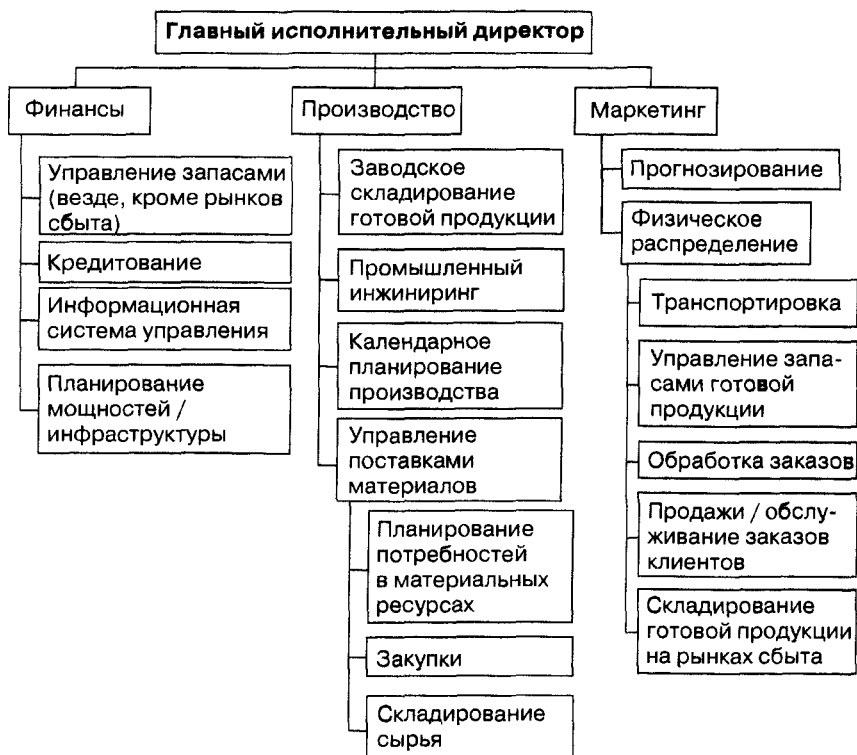 Главный исполнительный директор
Финансы
Производство
Маркетинг
Управление запасами
(везде, кроме рынков
сбыта)
Кредитование
Информационная
система управления
Планирование
мощностей /
инфраструктуры
Заводское
складирование
готовой продукции
Промышленный
инжиниринг
Календарное
планирование
производства
Управление
поставками
материалов
Планирование
потребностей
в материальных
ресурсах
Закупки
Складирование
сырья
Прогнозирование
Физическое
распределение
Транспортировка
Управление запа-
сами готовой
продукции
Обработка заказов
Продажи / обслу-
живание заказов
клиентов
Складирование
готовой продукции
на рынках сбыта